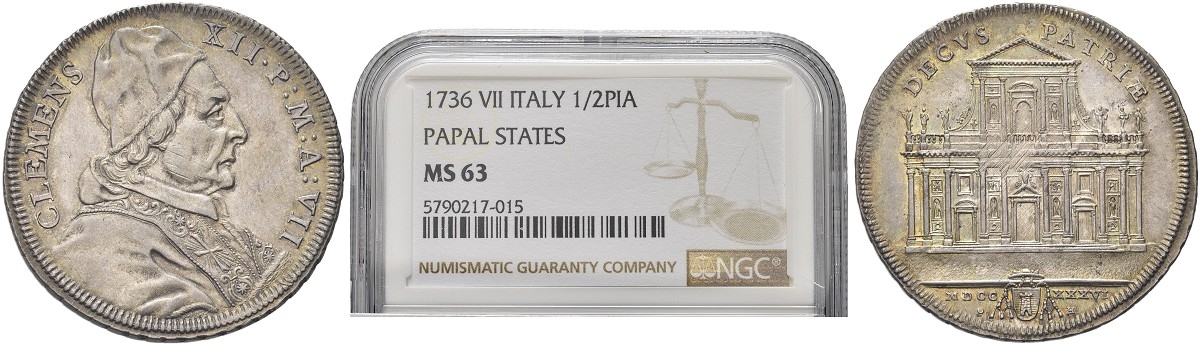 CLEMENS XII·P·M·A·VII
1736 VII ITALY 1/2PIA
PAPAL STATES
MS 63
5790217-015
NUMISMATIC GUARANTY COMPANY
NGC®
DECVS PATRIÆ
MDCC XXXVI